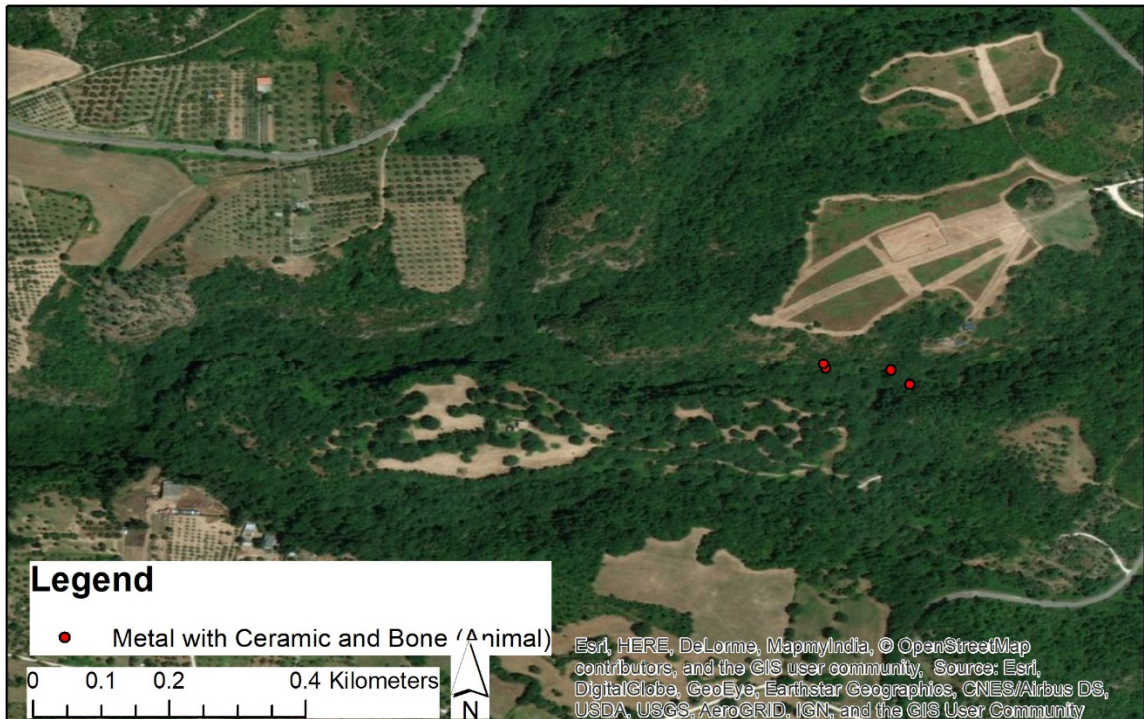 Legend
Metal with Ceramic and Bone (Animal)
0 0.1 0.2 0.4 Kilometers
N
Esri, HERE, DeLorme, MapmyIndia, © OpenStreetMap
contributors, and the GIS user community, Source: Esri,
DigitalGlobe, GeoEye, Earthstar Geographics, CNES/Airbus DS,
USDA, USGS, AeroGRID, IGN, and the GIS User Community